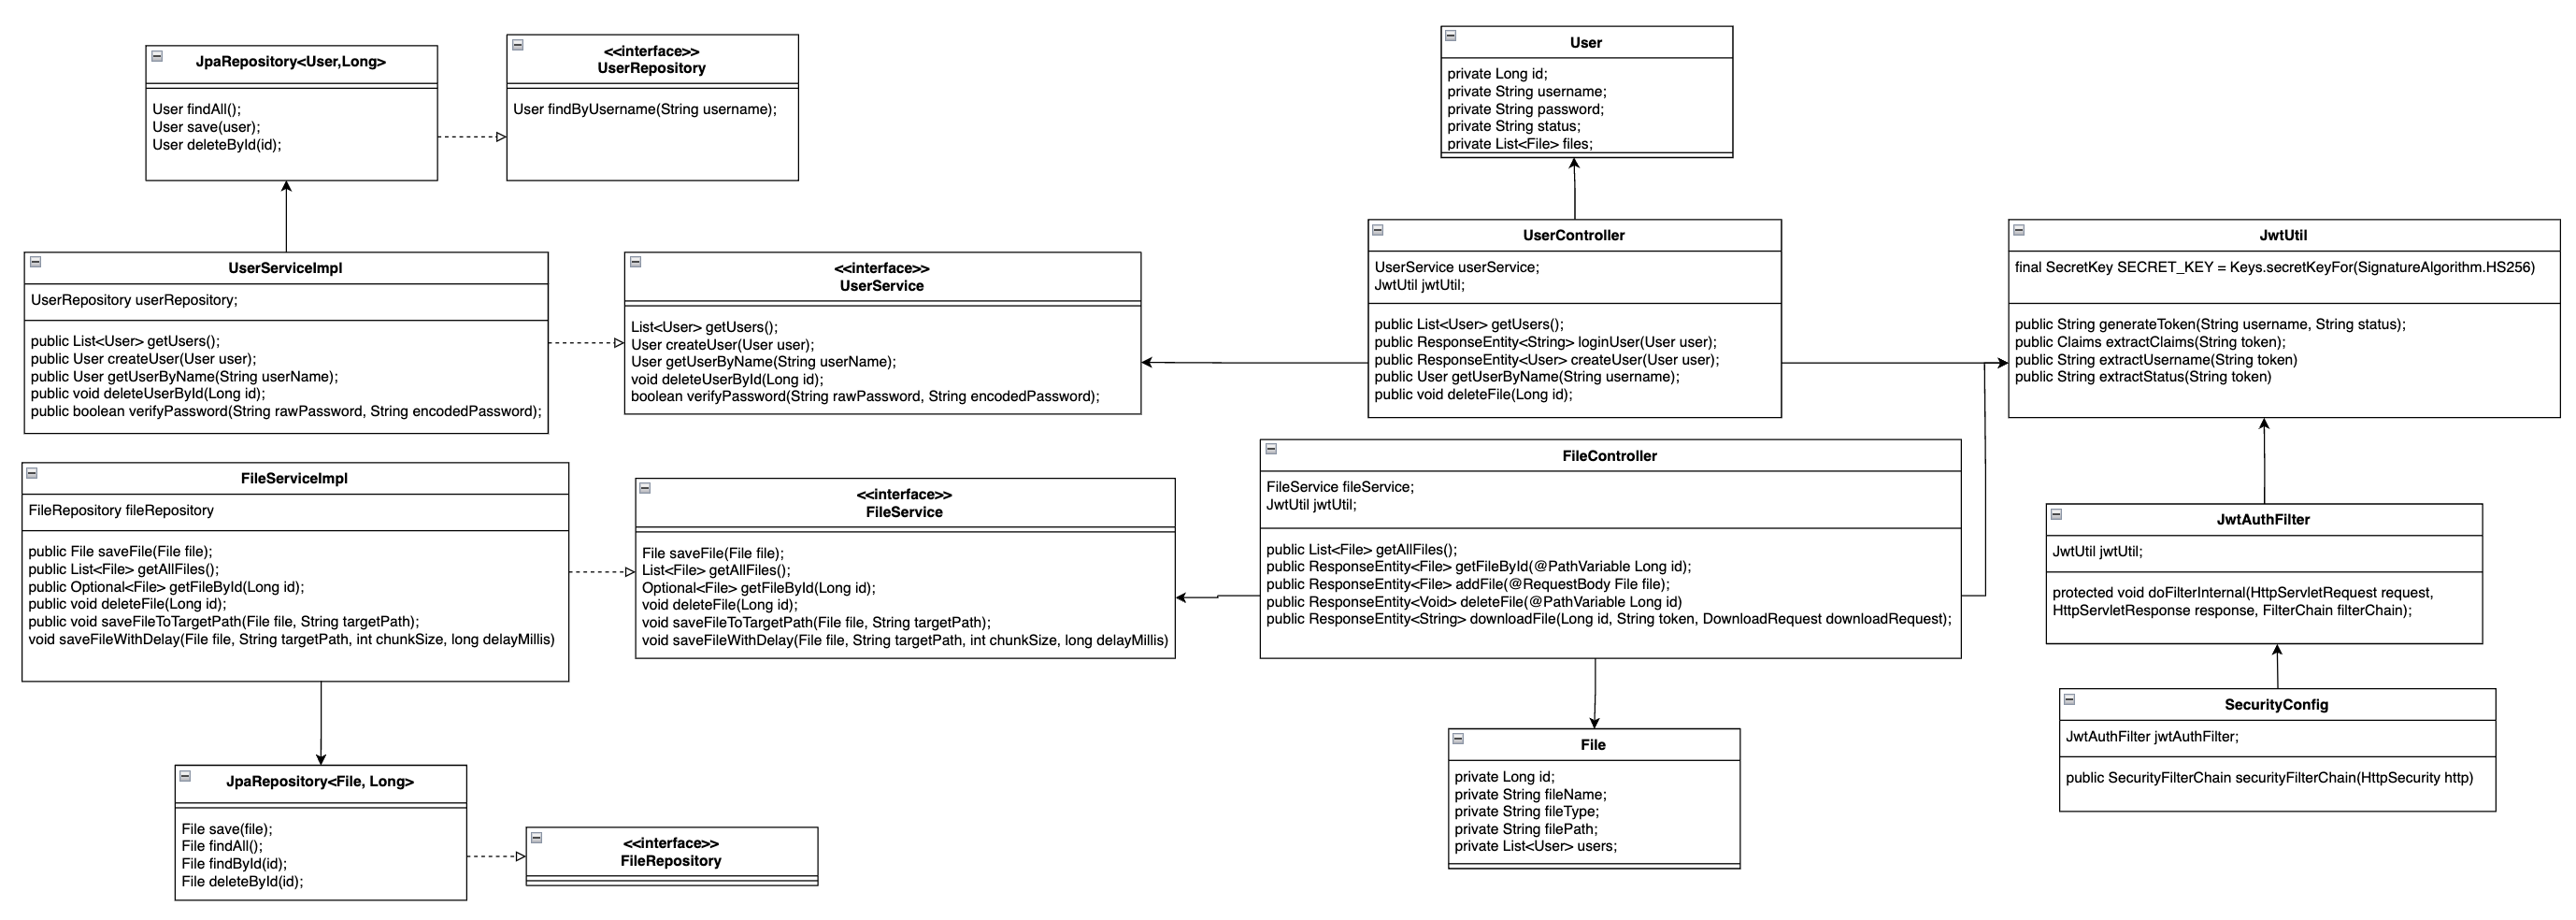 JpaRepository<User,Long>
User findAll();
User save(user);
User deleteById(id);
<<interface>>
UserRepository
User findByUsername(String username);
User
private Long id;
private String username;
private String password;
private String status;
private List<File> files;
UserServiceImpl
UserRepository userRepository;
public List<User> getUsers();
public User createUser(User user);
public User getUserByName(String userName);
public void deleteUserById(Long id);
public boolean verifyPassword(String rawPassword, String encodedPassword);
<<interface>>
UserService
List<User> getUsers();
User createUser(User user);
User getUserByName(String userName);
void deleteUserById(Long id);
boolean verifyPassword(String rawPassword, String encodedPassword);
UserController
UserService userService;
JwtUtil jwtUtil;
public List<User> getUsers();
public ResponseEntity<String> loginUser(User user);
public ResponseEntity<User> createUser(User user);
public User getUserByName(String username);
public void deleteFile(Long id);
JwtUtil
final SecretKey SECRET_KEY = Keys.secretKeyFor(SignatureAlgorithm.HS256)
public String generateToken(String username, String status);
public Claims extractClaims(String token);
public String extractUsername(String token)
public String extractStatus(String token)
FileServiceImpl
FileRepository fileRepository
public File saveFile(File file);
public List<File> getAllFiles();
public Optional<File> getFileById(Long id);
public void deleteFile(Long id);
public void saveFileToTargetPath(File file, String targetPath);
void saveFileWithDelay(File file, String targetPath, int chunkSize, long delayMillis)
<<interface>>
FileService
File saveFile(File file);
List<File> getAllFiles();
Optional<File> getFileById(Long id);
void deleteFile(Long id);
void saveFileToTargetPath(File file, String targetPath);
void saveFileWithDelay(File file, String targetPath, int chunkSize, long delayMillis)
FileController
FileService fileService;
JwtUtil jwtUtil;
public List<File> getAllFiles();
public ResponseEntity<File> getFileById(@PathVariable Long id);
public ResponseEntity<File> addFile(@RequestBody File file);
public ResponseEntity<Void> deleteFile(@PathVariable Long id)
public ResponseEntity<String> downloadFile(Long id, String token, DownloadRequest downloadRequest);
JwtAuthFilter
JwtUtil jwtUtil;
protected void doFilterInternal(HttpServletRequest request,
HttpServletResponse response, FilterChain filterChain);
SecurityConfig
JwtAuthFilter jwtAuthFilter;
public SecurityFilterChain securityFilterChain(HttpSecurity http)
JpaRepository<File, Long>
File save(file);
File findAll();
File findById(id);
File deleteById(id);
<<interface>>
FileRepository
File
private Long id;
private String fileName;
private String fileType;
private String filePath;
private List<User> users;